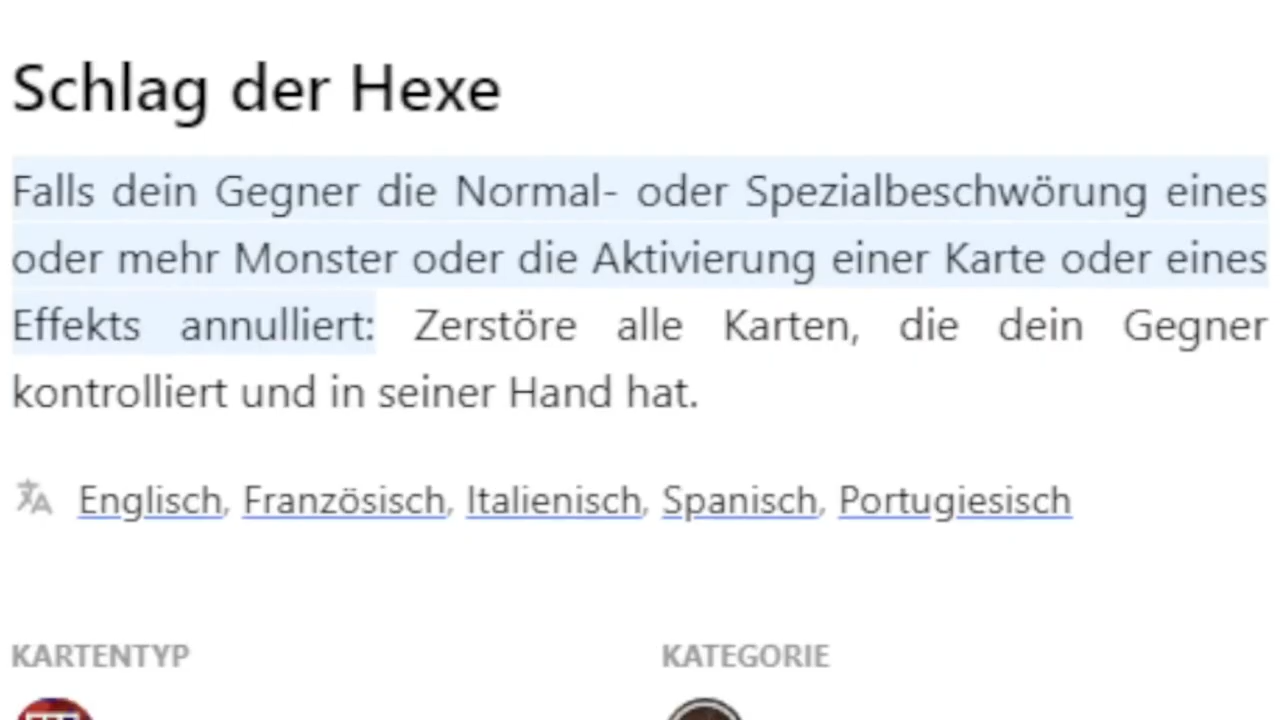 Schlag der Hexe
Falls dein Gegner die Normal- oder Spezialbeschwörung eines
oder mehr Monster oder die Aktivierung einer Karte oder eines
Effekts annulliert: Zerstöre alle Karten, die dein Gegner
kontrolliert und in seiner Hand hat.
Englisch, Französisch, Italienisch, Spanisch, Portugiesisch
KARTENTYP KATEGORIE